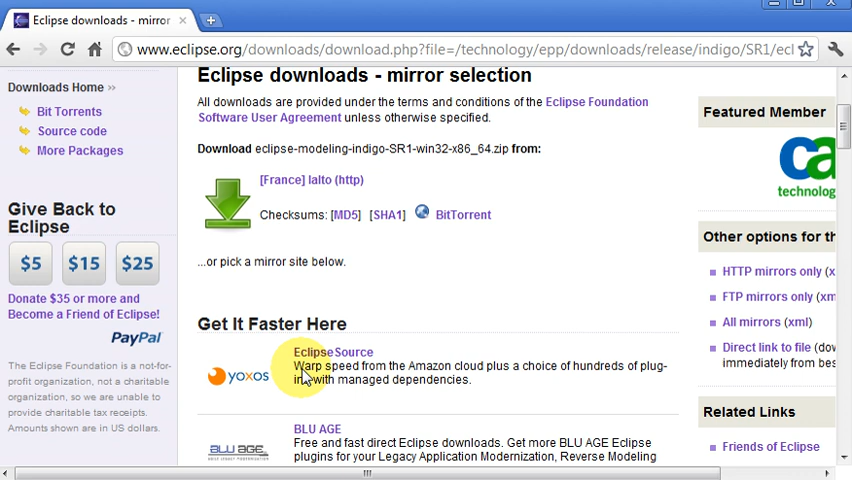 Eclipse downloads - mirror
www.eclipse.org/downloads/download.php?file=/technology/epp/downloads/release/indigo/SR1/ecl
Downloads Home »
Bit Torrents
Source code
More Packages
Give Back to
Eclipse
$5 $15 $25
Donate $35 or more and
Become a Friend of Eclipse!
PayPal
The Eclipse Foundation is a not-for-
profit organization, not a charitable
organization, so we are unable to
provide charitable tax receipts.
Amounts shown are in US dollars.
Eclipse downloads - mirror selection
All downloads are provided under the terms and conditions of the Eclipse Foundation
Software User Agreement unless otherwise specified.
Download eclipse-modeling-indigo-SR1-win32-x86_64.zip from:
[France] Ialto (http)
Checksums: [MD5] [SHA1] BitTorrent
...or pick a mirror site below.
Get It Faster Here
EclipseSource
yoxos
Warp speed from the Amazon cloud plus a choice of hundreds of plug-
ins with managed dependencies.
BLU AGE
BLU AGE
Free and fast direct Eclipse downloads. Get more BLU AGE Eclipse
plugins for your Legacy Application Modernization, Reverse Modeling
Featured Member
ca
technolog
Other options for th
HTTP mirrors only (x
FTP mirrors only (xm
All mirrors (xml)
Direct link to file (dow
immediately from bes
Related Links
Friends of Eclipse